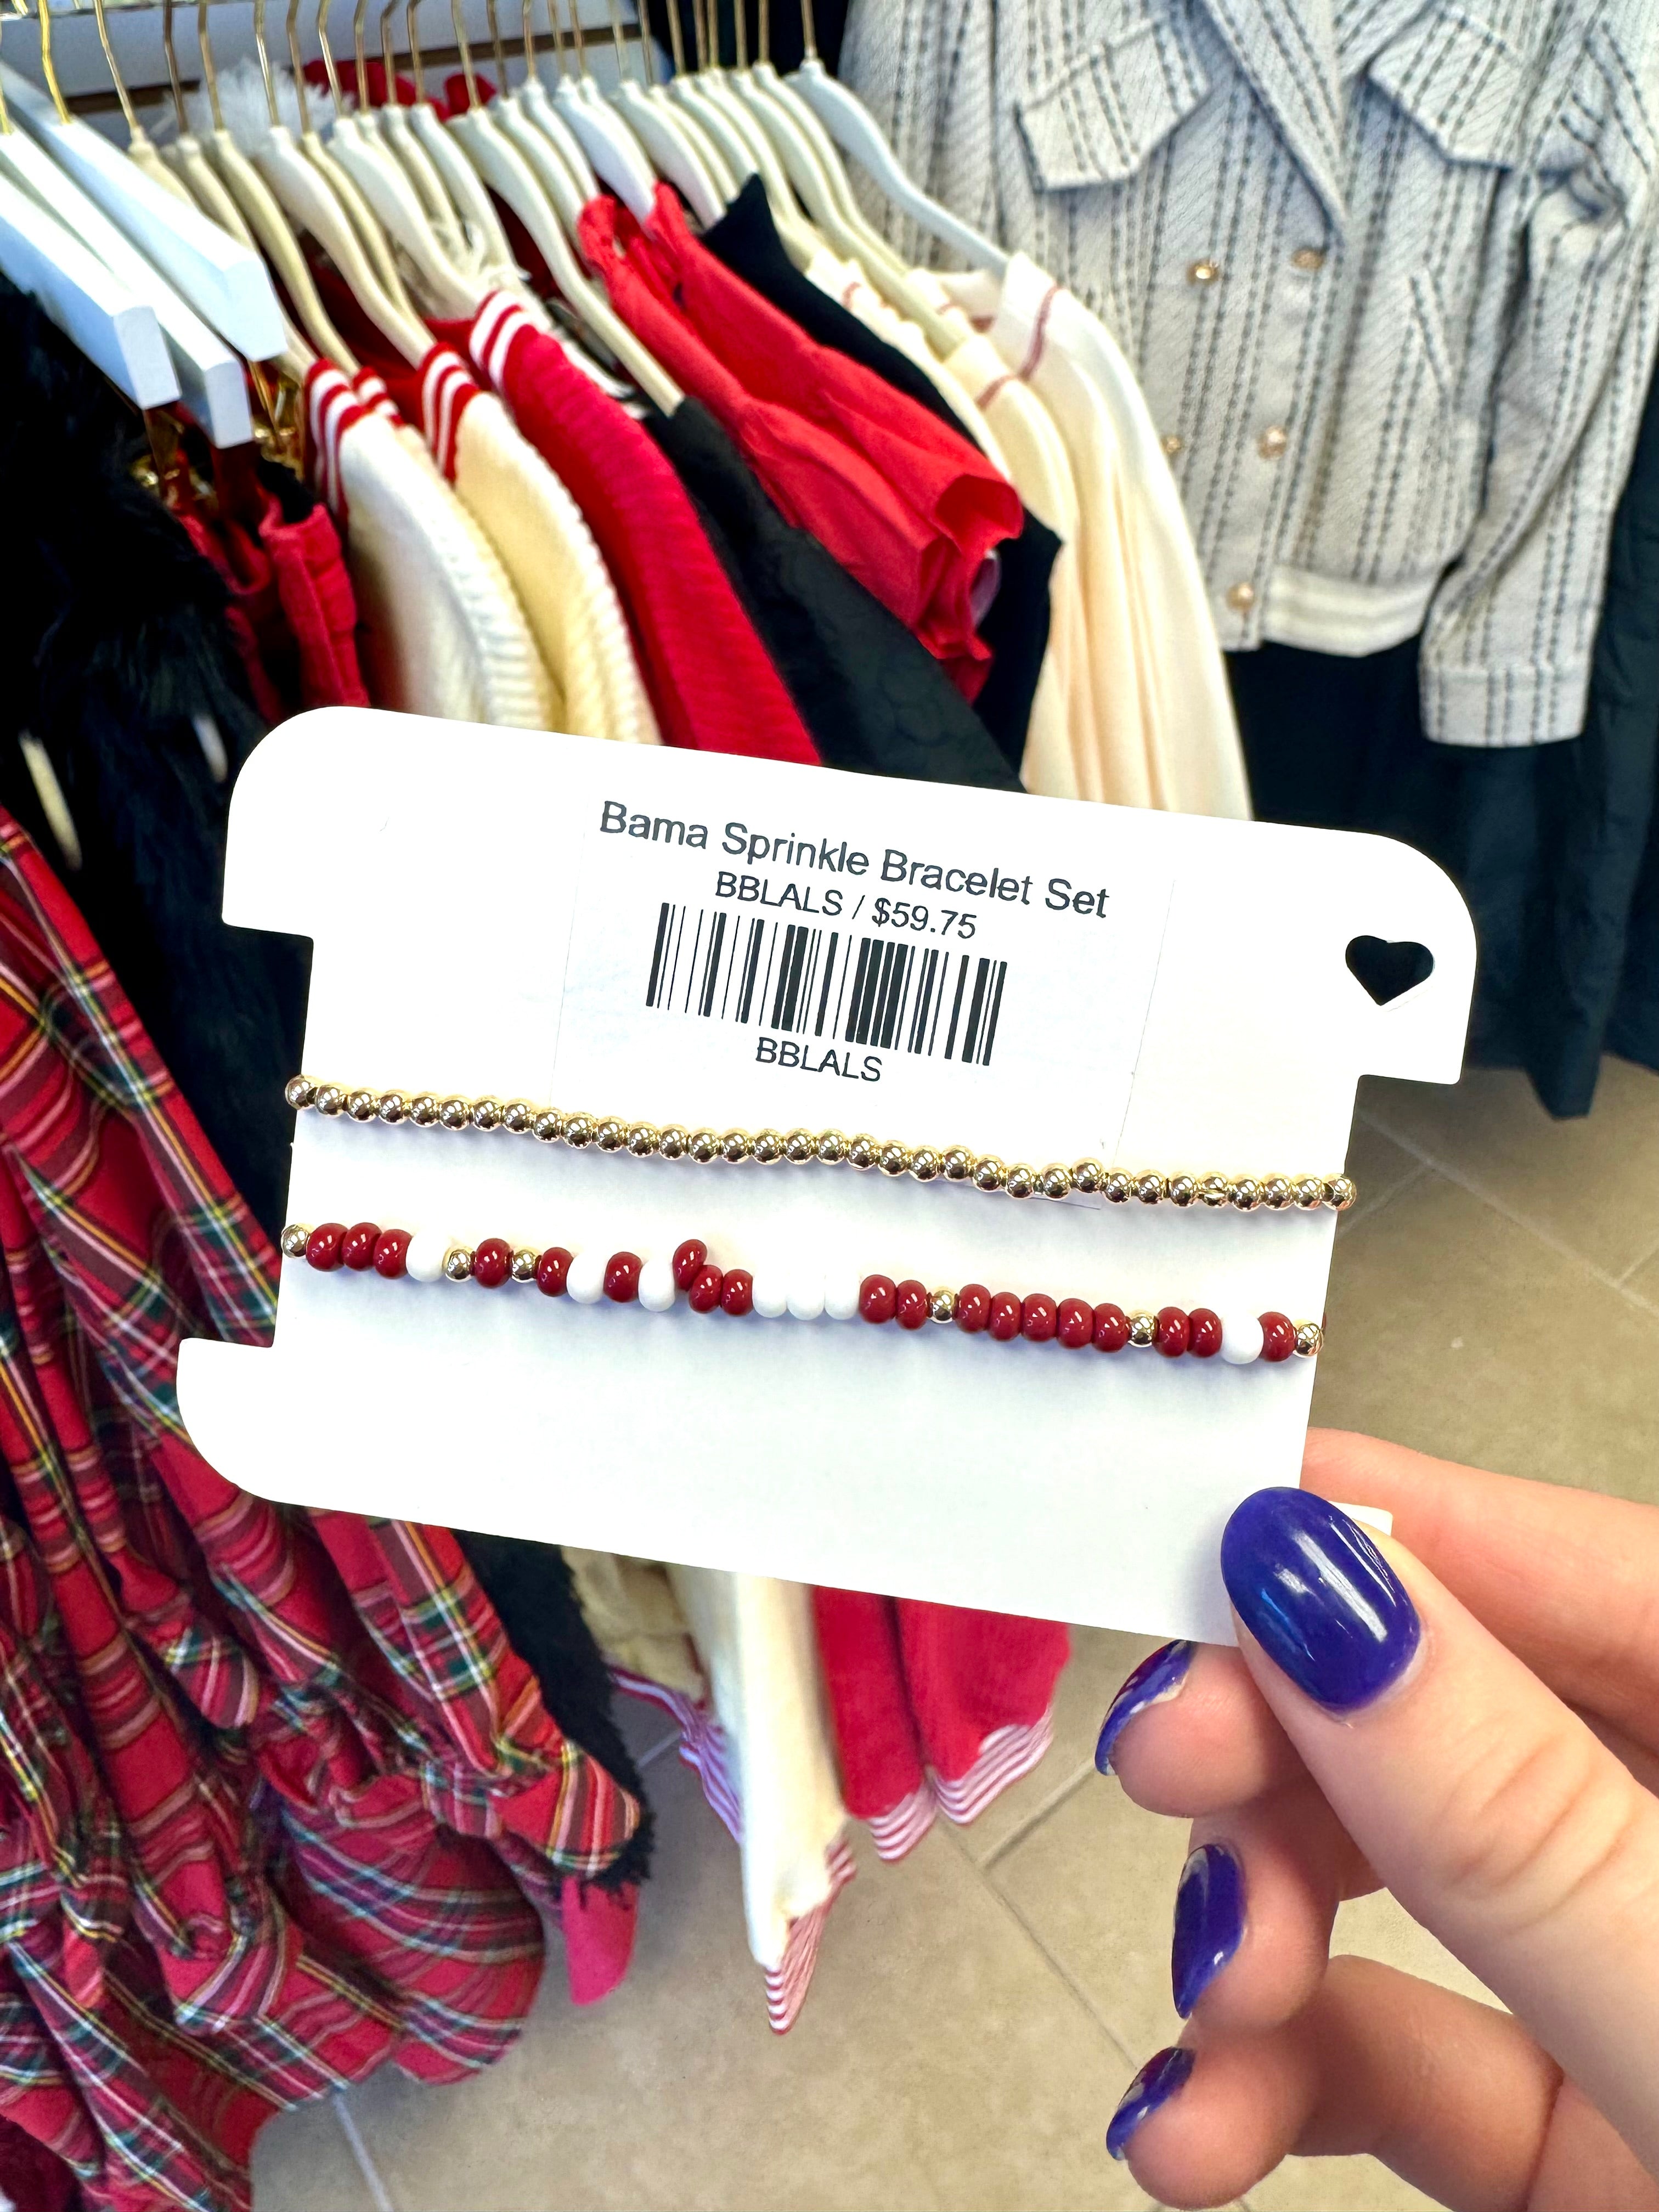 Bama Sprinkle Bracelet Set
BBLALS / $59.75
BBLALS